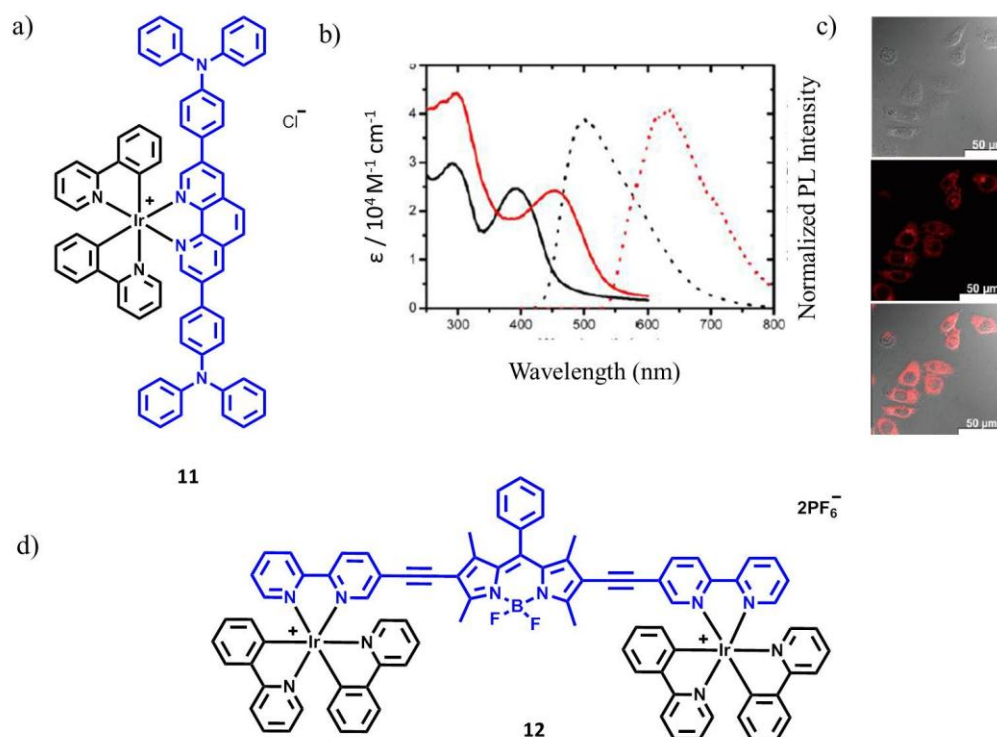 a)
N
Cl⁻
N
+
Ir
N
N
N
N
11
b)
5
4
3
2
1
0
ε / 10⁴ M⁻¹ cm⁻¹
300 400 500 600 700 800
Wavelength (nm)
Normalized PL Intensity
c)
50 µm
50 µm
50 µm
d)
2PF₆⁻
N N
N N
B
F F
N N
+
Ir
N
N
+
Ir
N
N
12